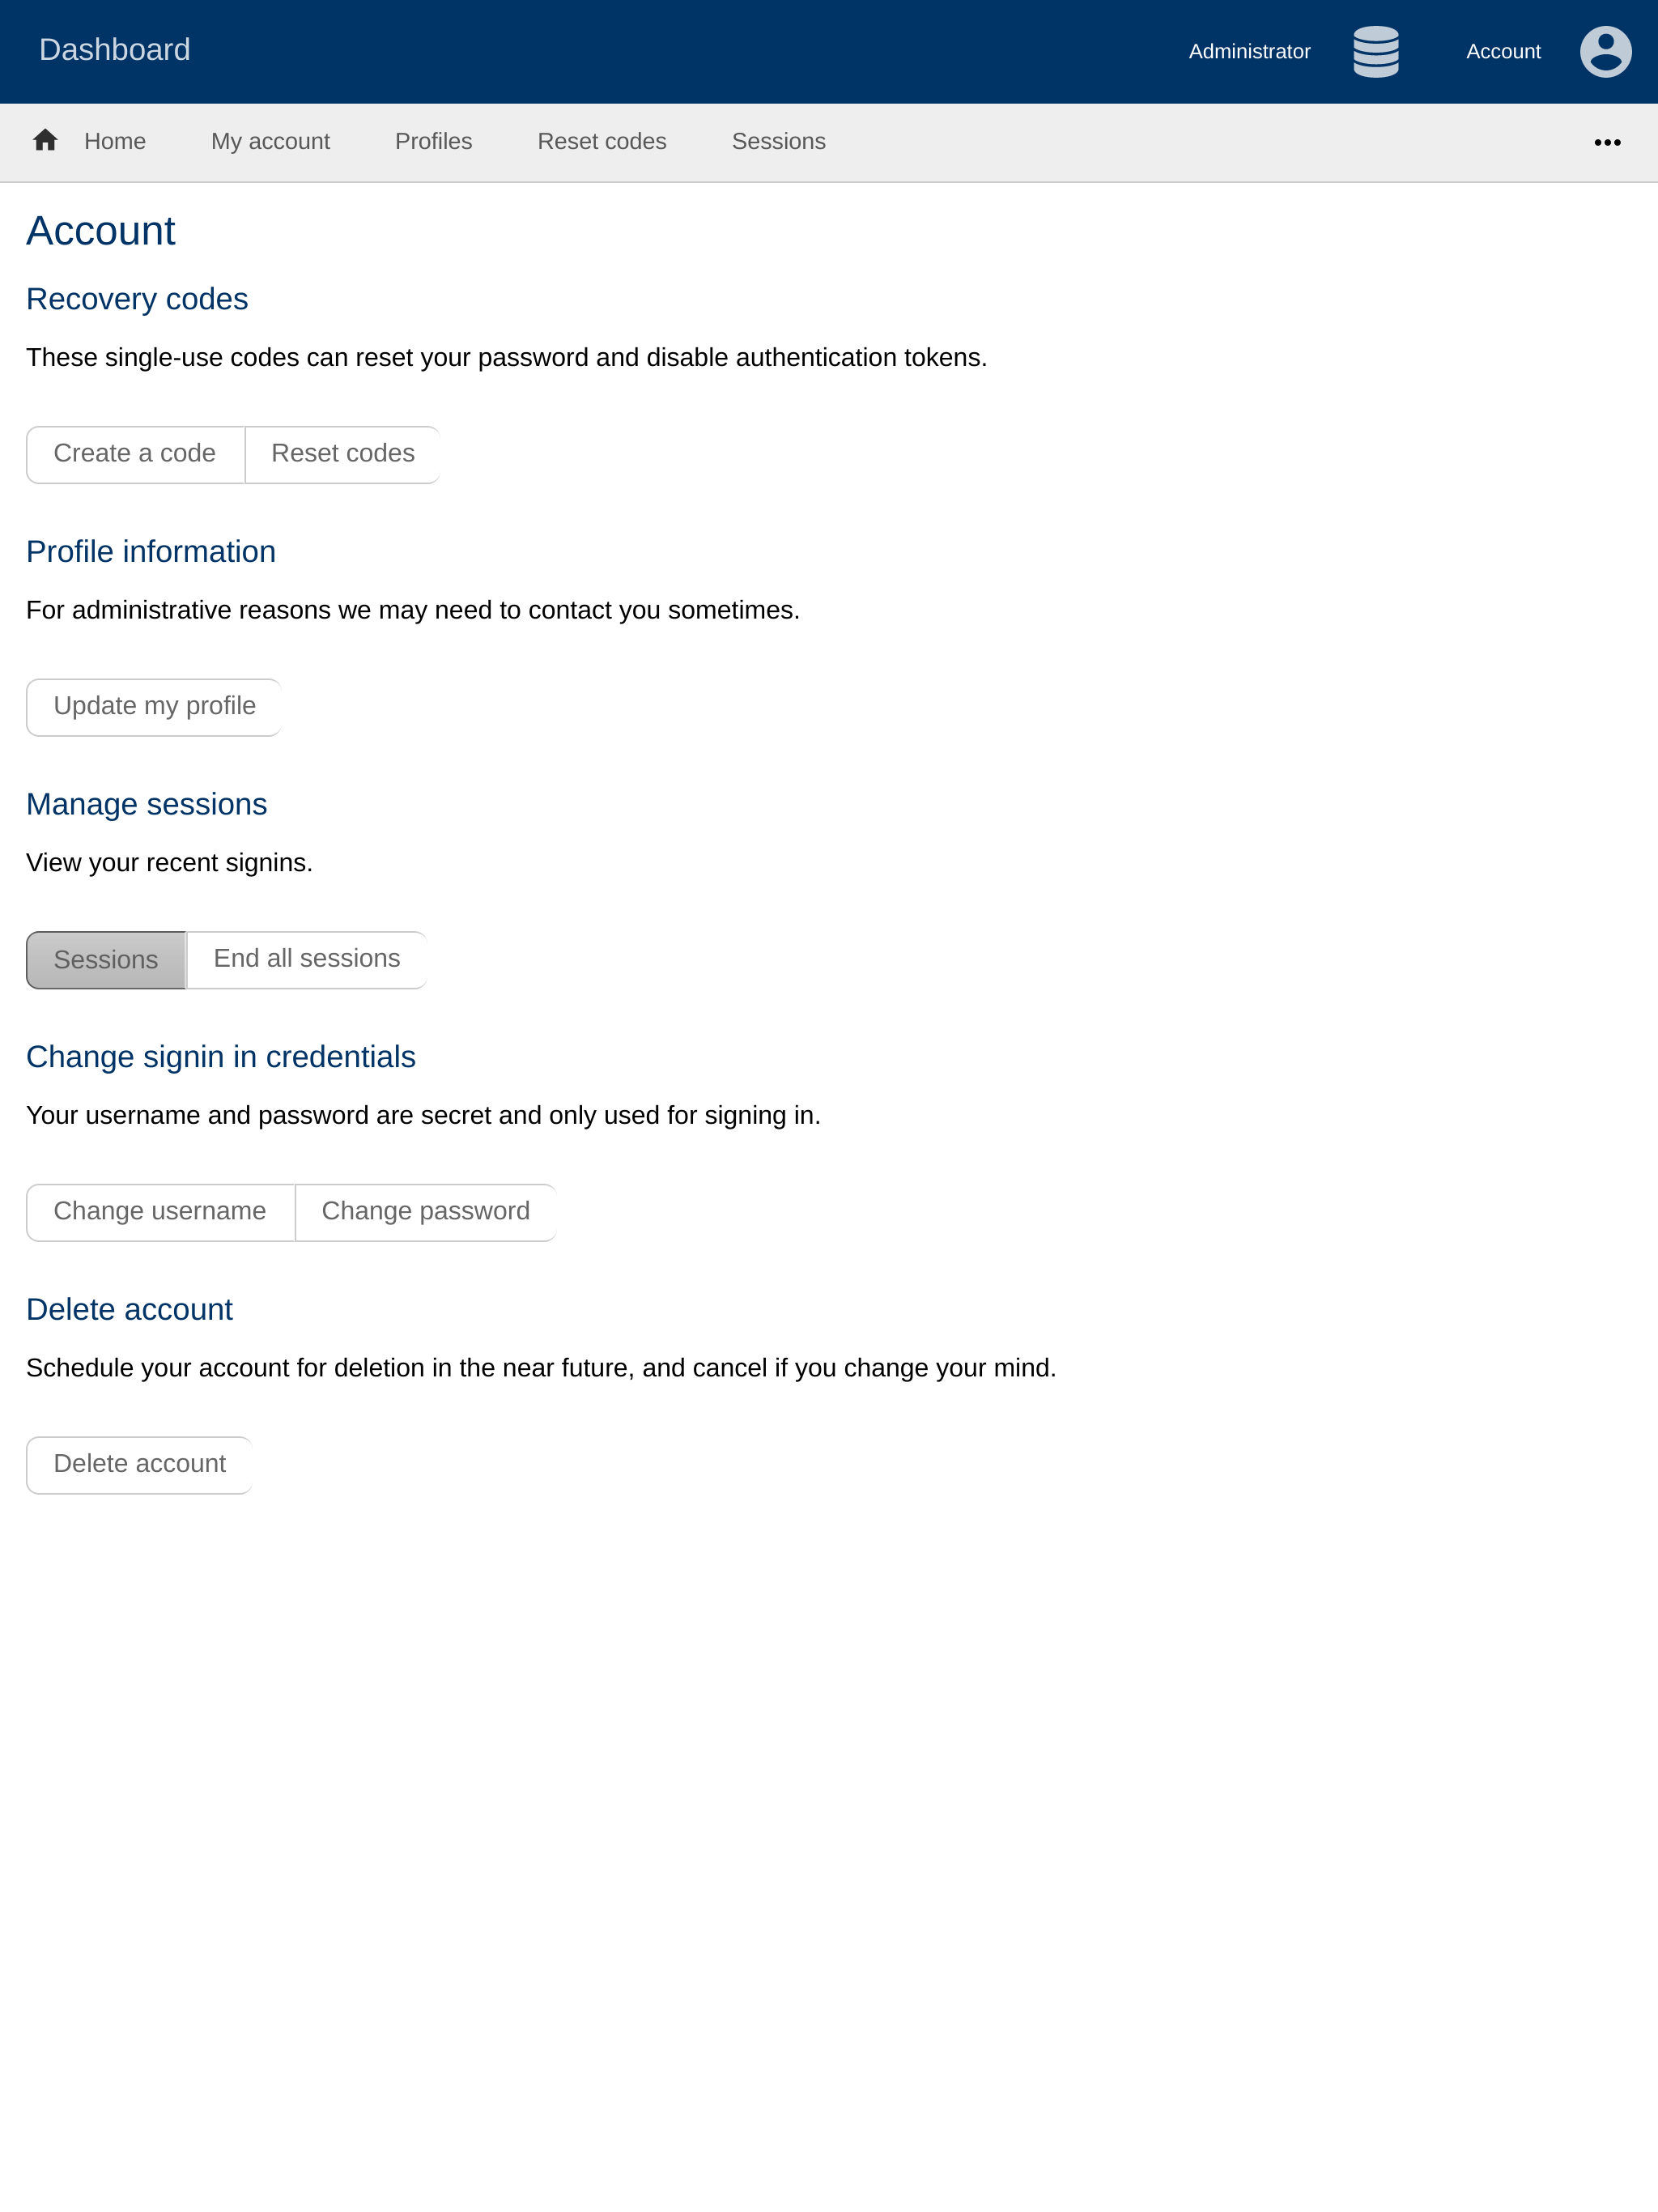 Dashboard
Administrator
Account
Home
My account
Profiles
Reset codes
Sessions
Account
Recovery codes
These single-use codes can reset your password and disable authentication tokens.
Create a code
Reset codes
Profile information
For administrative reasons we may need to contact you sometimes.
Update my profile
Manage sessions
View your recent signins.
Sessions
End all sessions
Change signin in credentials
Your username and password are secret and only used for signing in.
Change username
Change password
Delete account
Schedule your account for deletion in the near future, and cancel if you change your mind.
Delete account